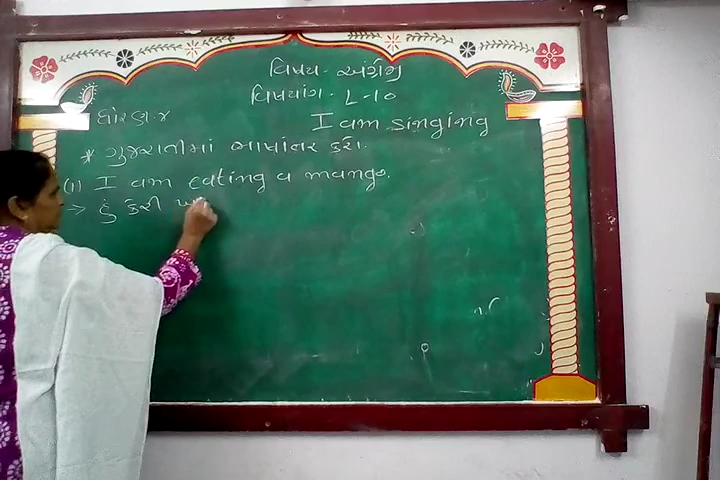 વિષય - અંગ્રેજી
વિષયાંગ - L-10
ધોરણ.૪ I am singing
* ગુજરાતીમાં ભાષાંતર કરો.
(1) I am eating a mango.
→ હું કેરી ખા